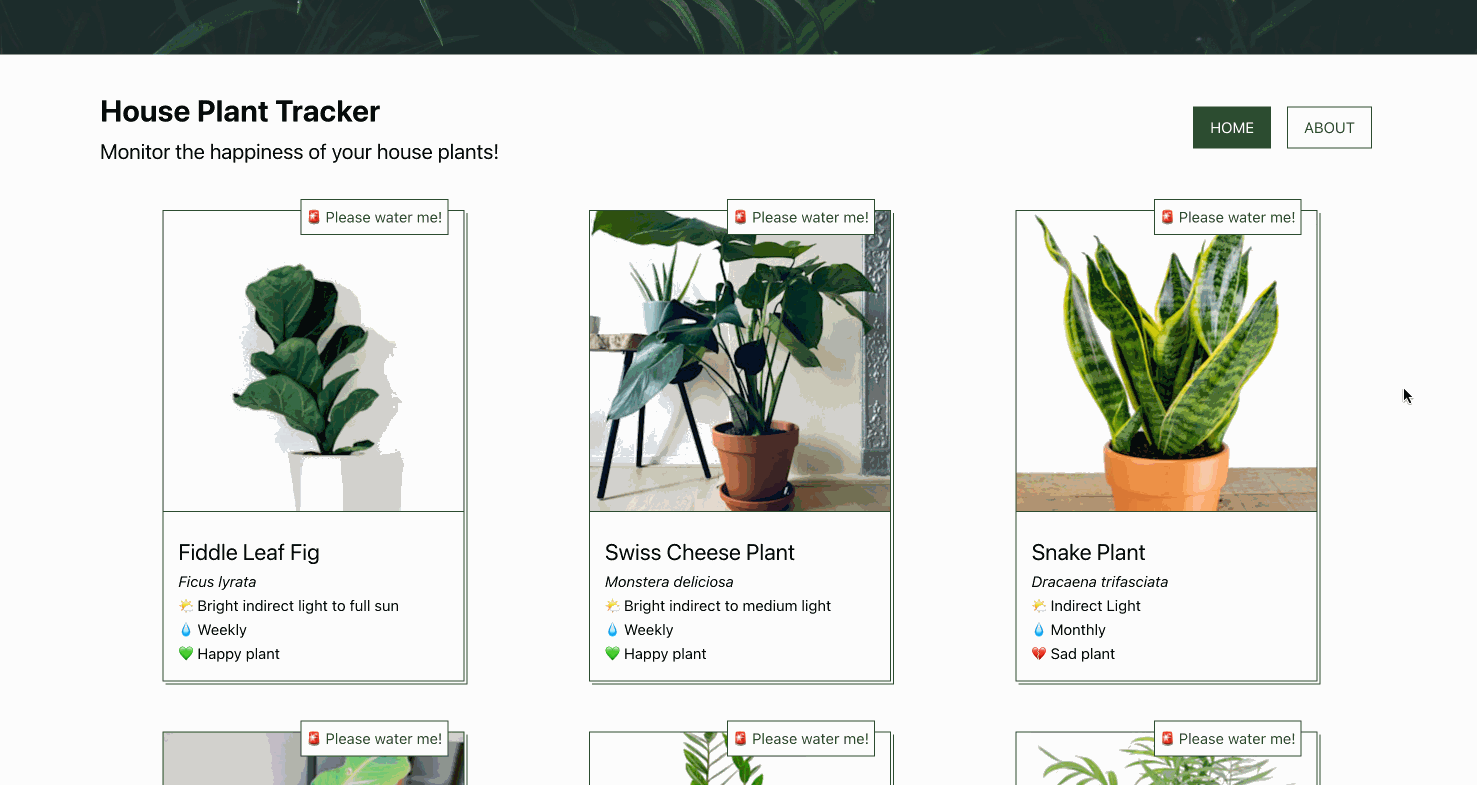 House Plant Tracker
Monitor the happiness of your house plants!
HOME
ABOUT
🚨 Please water me!
🚨 Please water me!
🚨 Please water me!
Fiddle Leaf Fig
Ficus lyrata
🌤️ Bright indirect light to full sun
💧 Weekly
💚 Happy plant
Swiss Cheese Plant
Monstera deliciosa
🌤️ Bright indirect to medium light
💧 Weekly
💚 Happy plant
Snake Plant
Dracaena trifasciata
🌤️ Indirect Light
💧 Monthly
💔 Sad plant
🚨 Please water me!
🚨 Please water me!
🚨 Please water me!